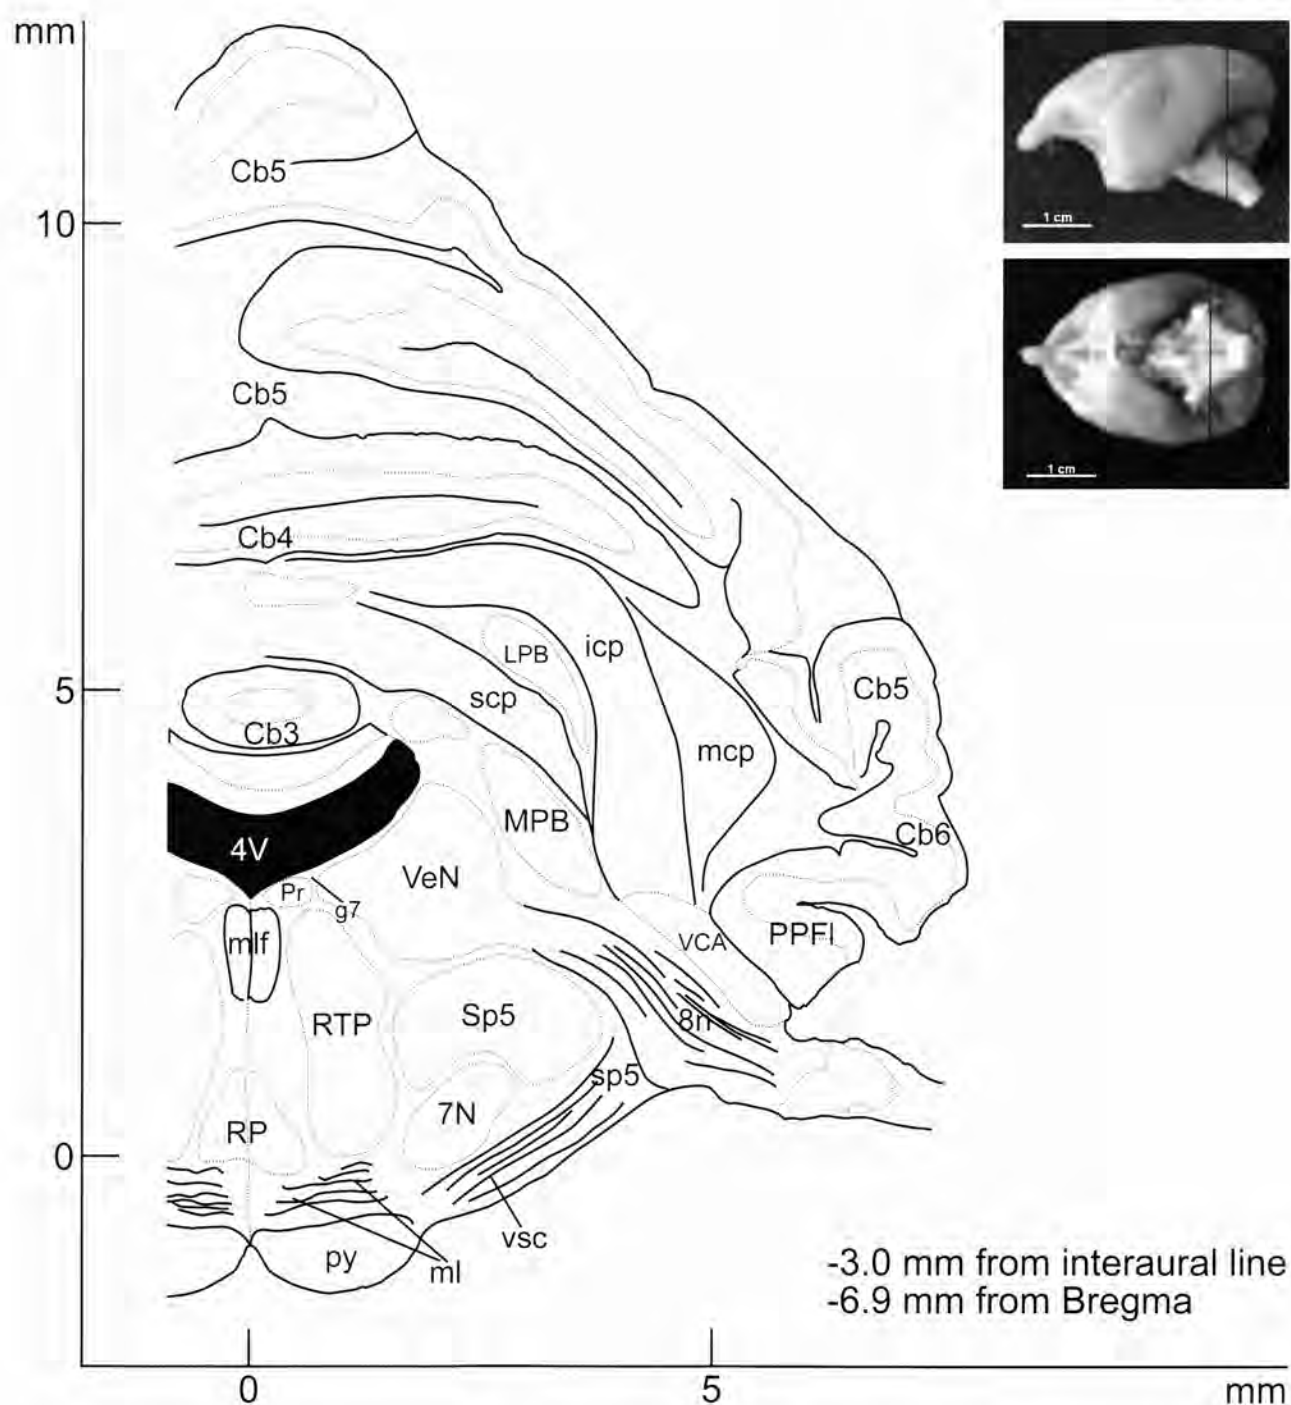 mm
Cb5
1 cm
10
Cb5
1 cm
Cb4
LPB
icp
5
scp
Cb5
Cb3
mcp
MPB
Cb6
4V
VeN
Pr
g7
mlf
VCA
PPFl
RTP
Sp5
8n
sp5
7N
RP
0
vsc
py
ml
-3.0 mm from interaural line
-6.9 mm from Bregma
0
5
mm